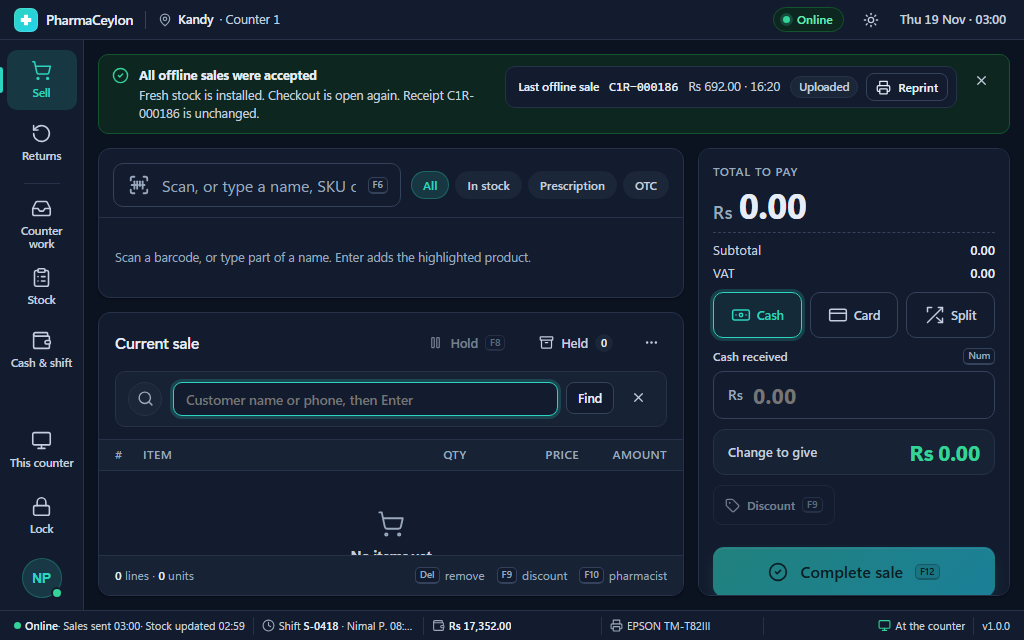 PharmaCeylon
Kandy · Counter 1
Online
Thu 19 Nov · 03:00
Sell
Returns
Counter work
Stock
Cash & shift
This counter
Lock
NP
All offline sales were accepted
Fresh stock is installed. Checkout is open again. Receipt C1R-
000186 is unchanged.
Last offline sale C1R-000186 Rs 692.00 · 16:20 Uploaded Reprint
Scan, or type a name, SKU c F6
All In stock Prescription OTC
Scan a barcode, or type part of a name. Enter adds the highlighted product.
Current sale
Hold F8 Held 0
Customer name or phone, then Enter
Find
# ITEM QTY PRICE AMOUNT
No items yet
0 lines · 0 units
Del remove F9 discount F10 pharmacist
TOTAL TO PAY
Rs 0.00
Subtotal 0.00
VAT 0.00
Cash Card Split
Cash received Num
Rs 0.00
Change to give Rs 0.00
Discount F9
Complete sale F12
Online · Sales sent 03:00 · Stock updated 02:59
Shift S-0418 · Nimal P. 08:...
Rs 17,352.00
EPSON TM-T82III
At the counter
v1.0.0